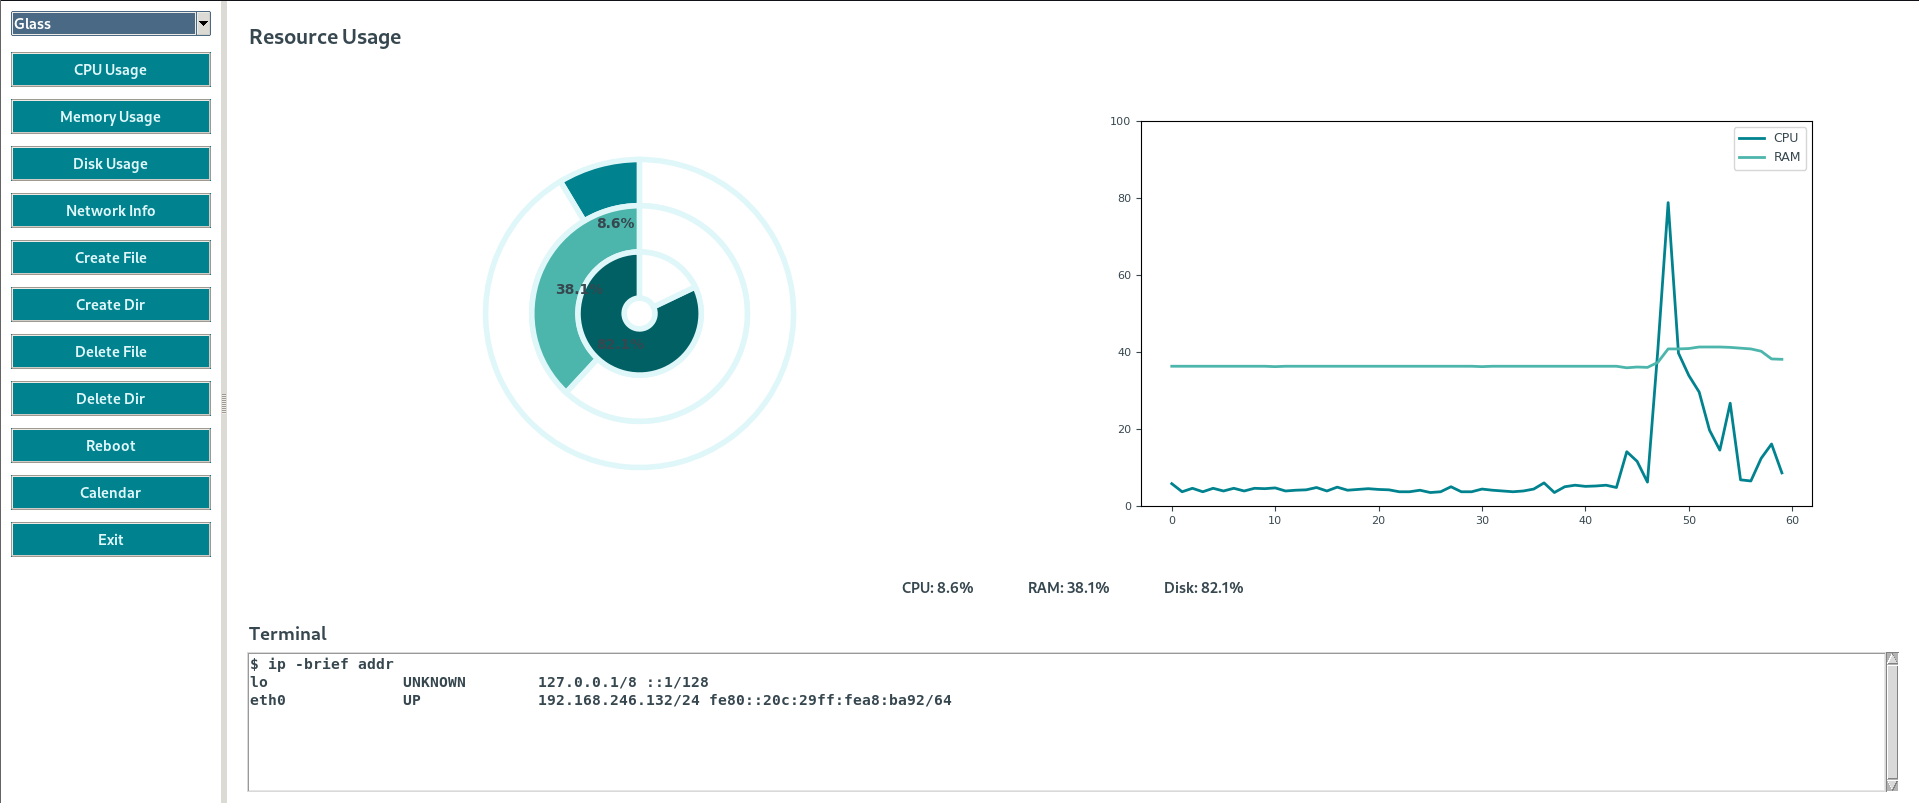 Glass
CPU Usage
Memory Usage
Disk Usage
Network Info
Create File
Create Dir
Delete File
Delete Dir
Reboot
Calendar
Exit
Resource Usage
8.6%
38.1%
82.1%
100
80
60
40
20
0
0 10 20 30 40 50 60
CPU
RAM
CPU: 8.6% RAM: 38.1% Disk: 82.1%
Terminal
$ ip -brief addr
lo UNKNOWN 127.0.0.1/8 ::1/128
eth0 UP 192.168.246.132/24 fe80::20c:29ff:fea8:ba92/64